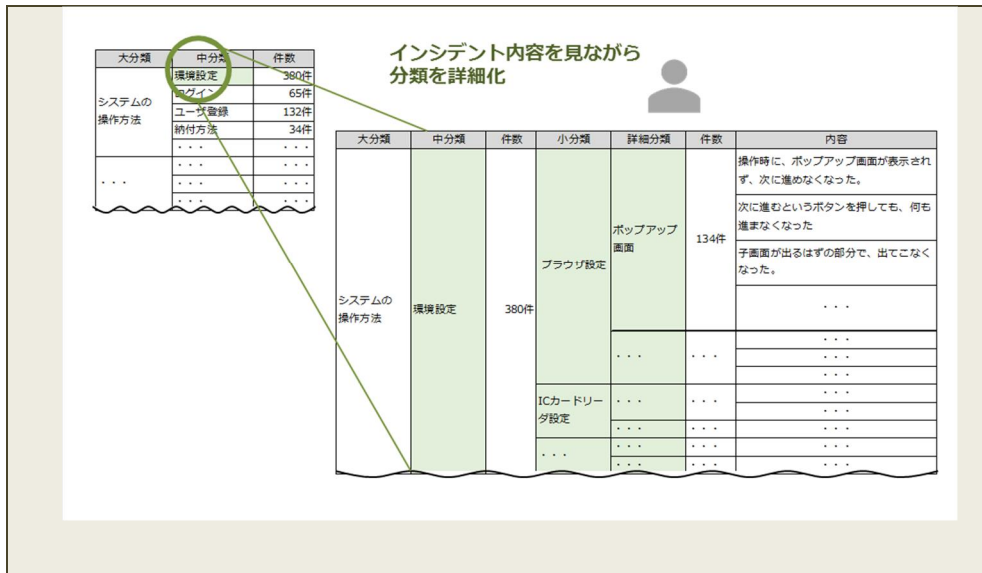 インシデント内容を見ながら
分類を詳細化
大分類 中分類 件数
システムの
操作方法
環境設定 380件
ログイン 65件
ユーザ登録 132件
納付方法 34件
・・・ ・・・
・・・
・・・ ・・・
・・・ ・・・
・・・ ・・・
大分類 中分類 件数 小分類 詳細分類 件数 内容
システムの
操作方法
環境設定
380件
ブラウザ設定
ポップアップ
画面
134件
操作時に、ポップアップ画面が表示され
ず、次に進めなくなった。
次に進むというボタンを押しても、何も
進まなくなった
子画面が出るはずの部分で、出てこなく
なった。
・・・
・・・ ・・・ ・・・
・・・
・・・
ICカードリー
ダ設定
・・・ ・・・ ・・・
・・・
・・・ ・・・ ・・・
・・・
・・・ ・・・ ・・・
・・・ ・・・ ・・・